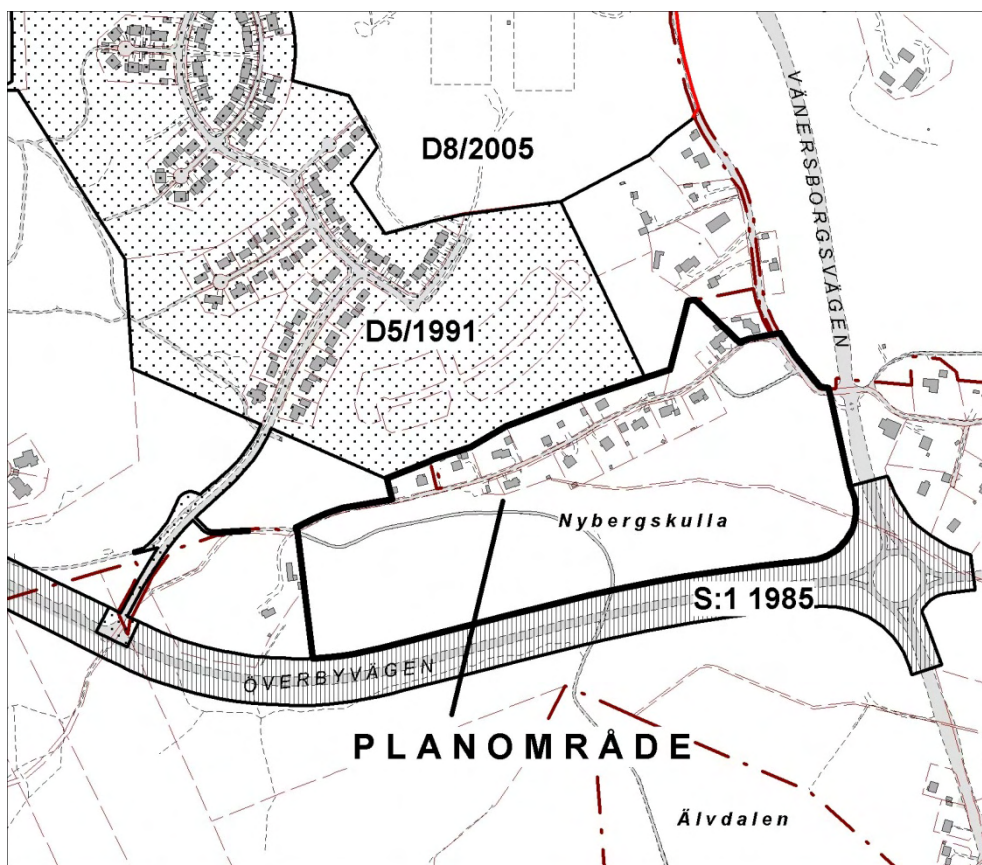 D8/2005
VÄNERSBORGSVÄGEN
D5/1991
Nybergskulla
S:1 1985
ÖVERBYVÄGEN
PLANOMRÅDE
Älvdalen